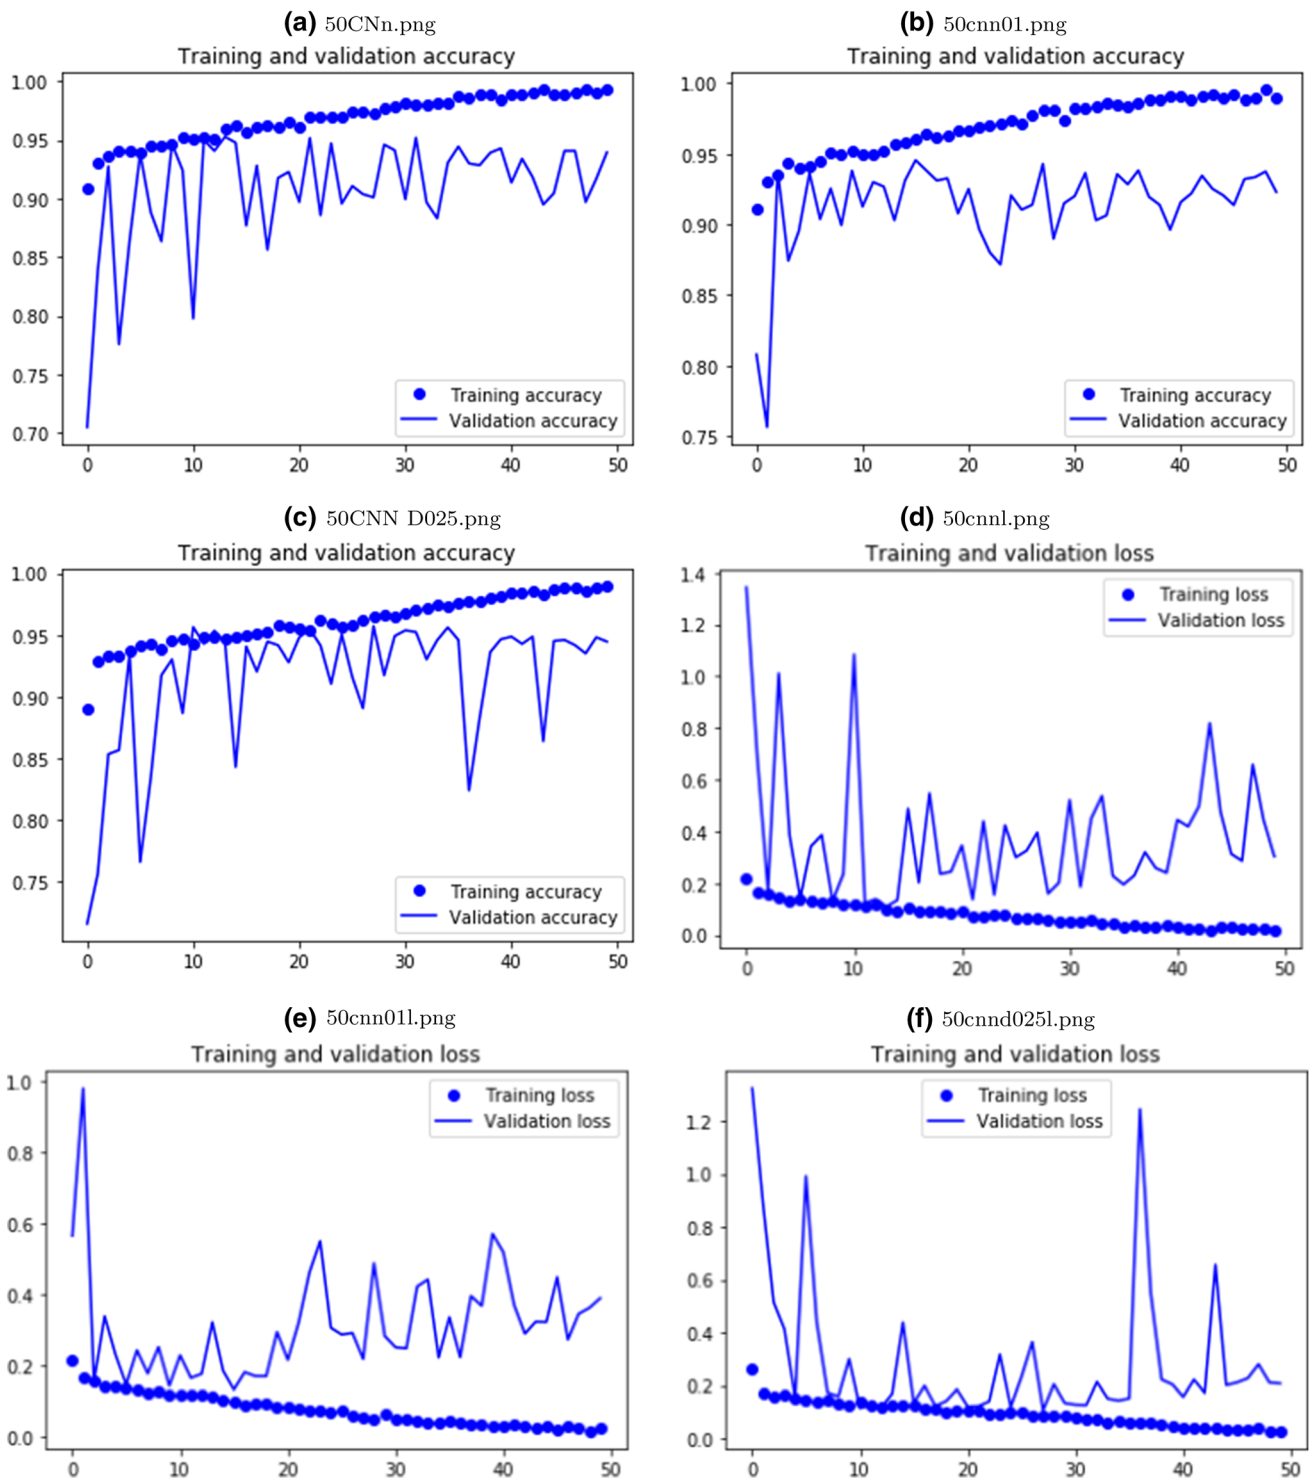 (a) 50CNn.png
Training and validation accuracy
1.00
0.95
0.90
0.85
0.80
0.75
0.70
0 10 20 30 40 50
Training accuracy
Validation accuracy
(b) 50cnn01.png
Training and validation accuracy
1.00
0.95
0.90
0.85
0.80
0.75
0 10 20 30 40 50
Training accuracy
Validation accuracy
(c) 50CNN D025.png
Training and validation accuracy
1.00
0.95
0.90
0.85
0.80
0.75
0 10 20 30 40 50
Training accuracy
Validation accuracy
(d) 50cnnl.png
Training and validation loss
1.4
1.2
1.0
0.8
0.6
0.4
0.2
0.0
0 10 20 30 40 50
Training loss
Validation loss
(e) 50cnn01l.png
Training and validation loss
1.0
0.8
0.6
0.4
0.2
0.0
0 10 20 30 40 50
Training loss
Validation loss
(f) 50cnnd025l.png
Training and validation loss
1.2
1.0
0.8
0.6
0.4
0.2
0.0
0 10 20 30 40 50
Training loss
Validation loss